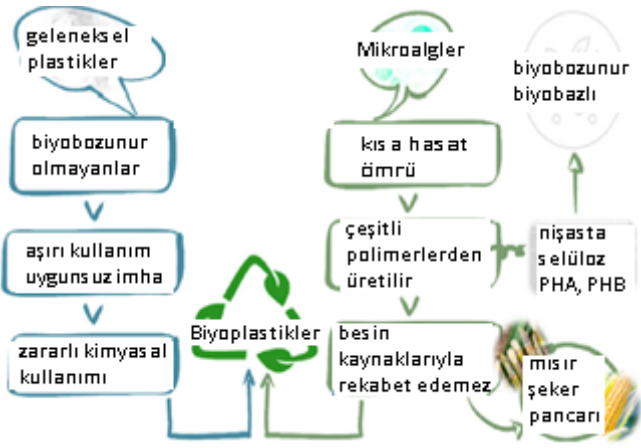 geleneksel
plastikler
biyobozunur
olmayanlar
aşırı kullanım
uygunsuz imha
zararlı kimyasal
kullanımı
Biyoplastikler
Mikroalgler
kısa hasat
ömrü
çeşitli
polimerlerden
üretilir
besin
kaynaklarıyla
rekabet edemez
biyobozunur
biyobazlı
nişasta
selüloz
PHA, PHB
mısır
şeker
pancarı